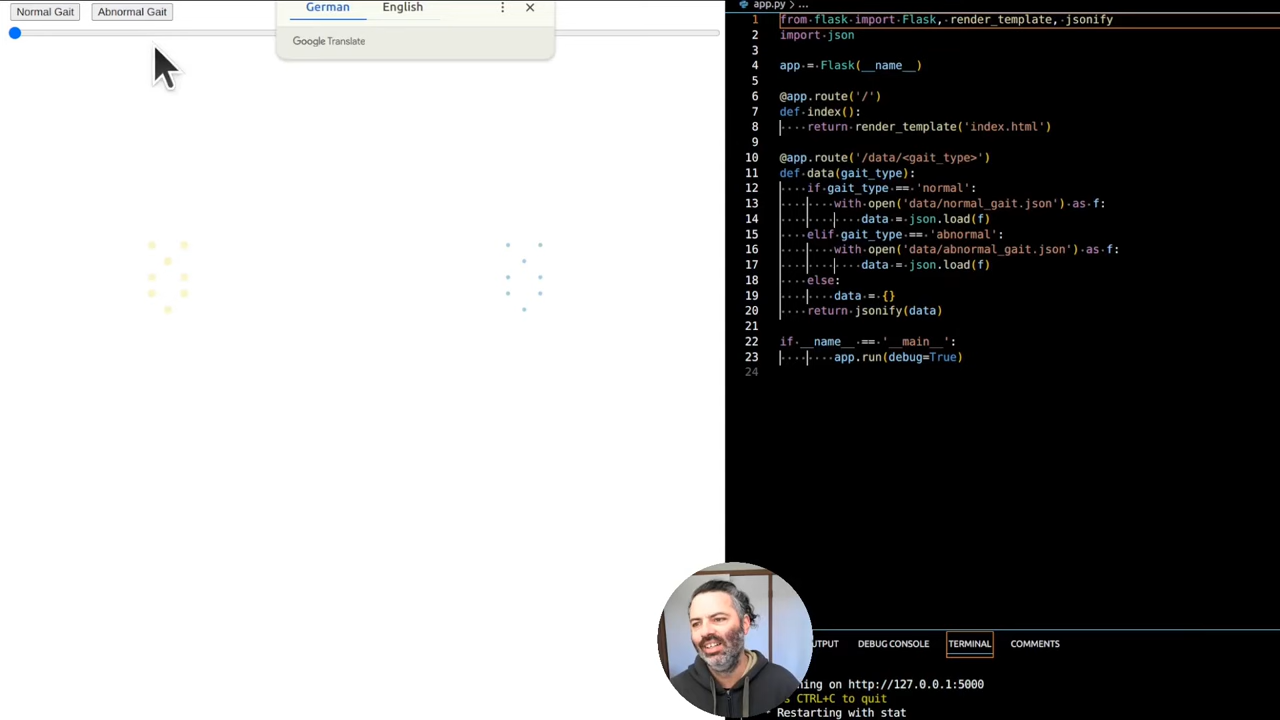 Normal Gait
Abnormal Gait
German
English
Google Translate
app.py > ...
1 from flask import Flask, render_template, jsonify
2 import json
3
4 app = Flask(__name__)
5
6 @app.route('/')
7 def index():
8 return render_template('index.html')
9
10 @app.route('/data/<gait_type>')
11 def data(gait_type):
12 if gait_type == 'normal':
13 with open('data/normal_gait.json') as f:
14 data = json.load(f)
15 elif gait_type == 'abnormal':
16 with open('data/abnormal_gait.json') as f:
17 data = json.load(f)
18 else:
19 data = {}
20 return jsonify(data)
21
22 if __name__ == '__main__':
23 app.run(debug=True)
24
UTPUT
DEBUG CONSOLE
TERMINAL
COMMENTS
ning on http://127.0.0.1:5000
s CTRL+C to quit
* Restarting with stat